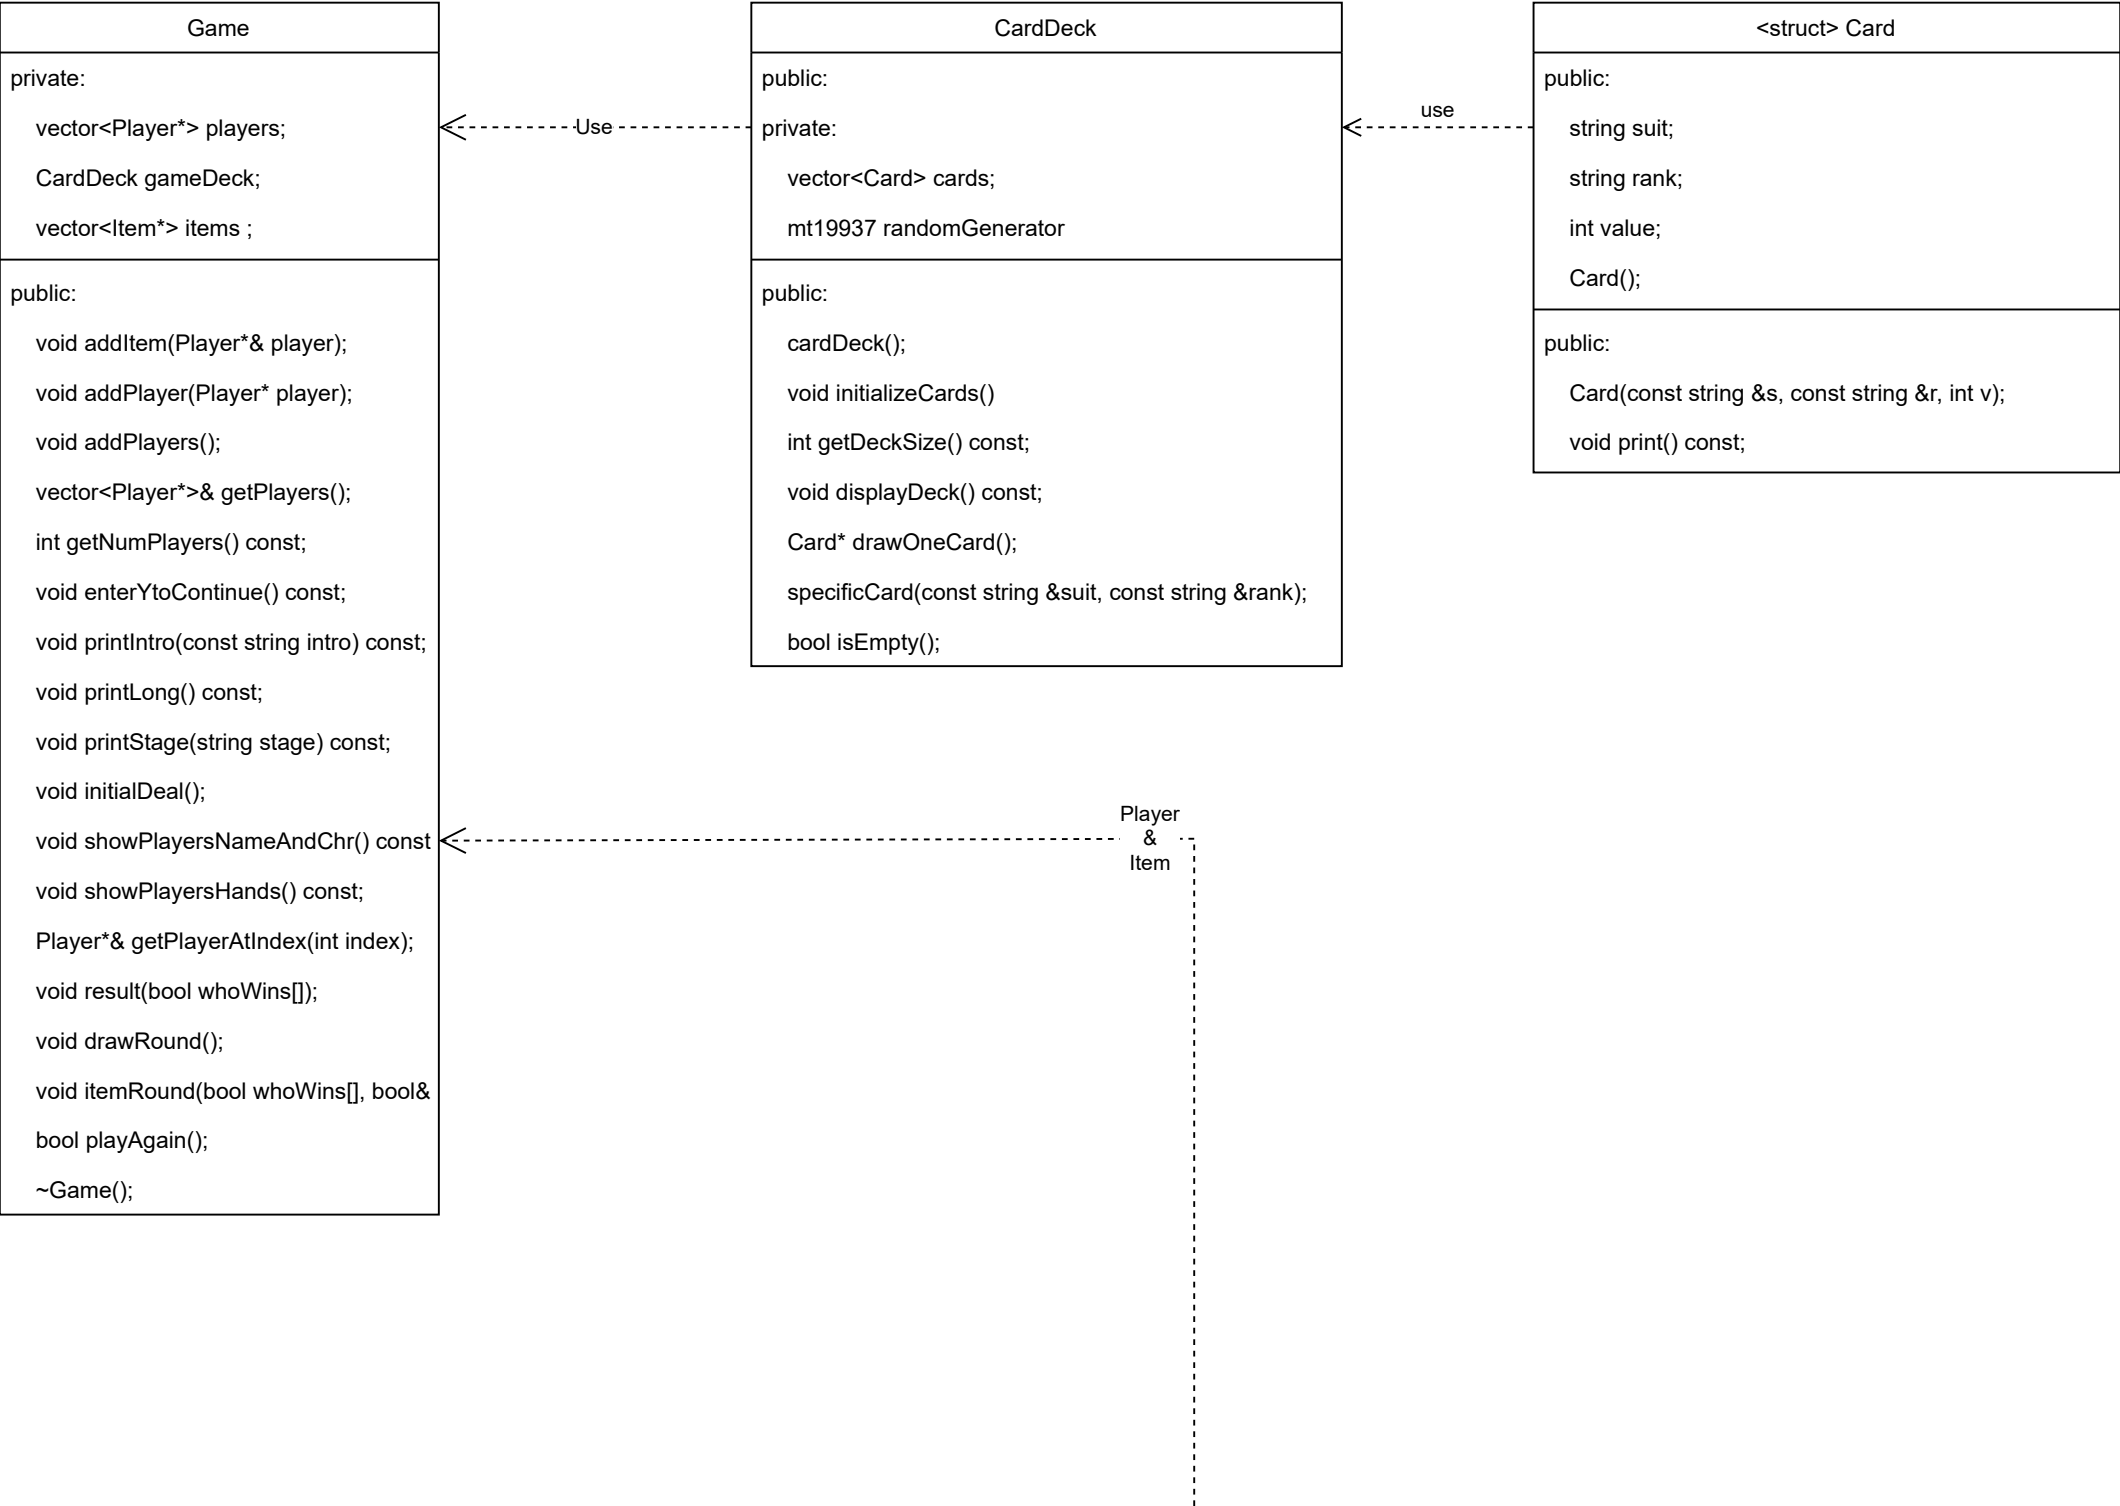 Game
private:
vector<Player*> players;
CardDeck gameDeck;
vector<Item*> items ;
public:
void addItem(Player*& player);
void addPlayer(Player* player);
void addPlayers();
vector<Player*>& getPlayers();
int getNumPlayers() const;
void enterYtoContinue() const;
void printIntro(const string intro) const;
void printLong() const;
void printStage(string stage) const;
void initialDeal();
void showPlayersNameAndChr() const
void showPlayersHands() const;
Player*& getPlayerAtIndex(int index);
void result(bool whoWins[]);
void drawRound();
void itemRound(bool whoWins[], bool&
bool playAgain();
~Game();
Use
CardDeck
public:
private:
vector<Card> cards;
mt19937 randomGenerator
public:
cardDeck();
void initializeCards()
int getDeckSize() const;
void displayDeck() const;
Card* drawOneCard();
specificCard(const string &suit, const string &rank);
bool isEmpty();
use
<struct> Card
public:
string suit;
string rank;
int value;
Card();
public:
Card(const string &s, const string &r, int v);
void print() const;
Player
&
Item